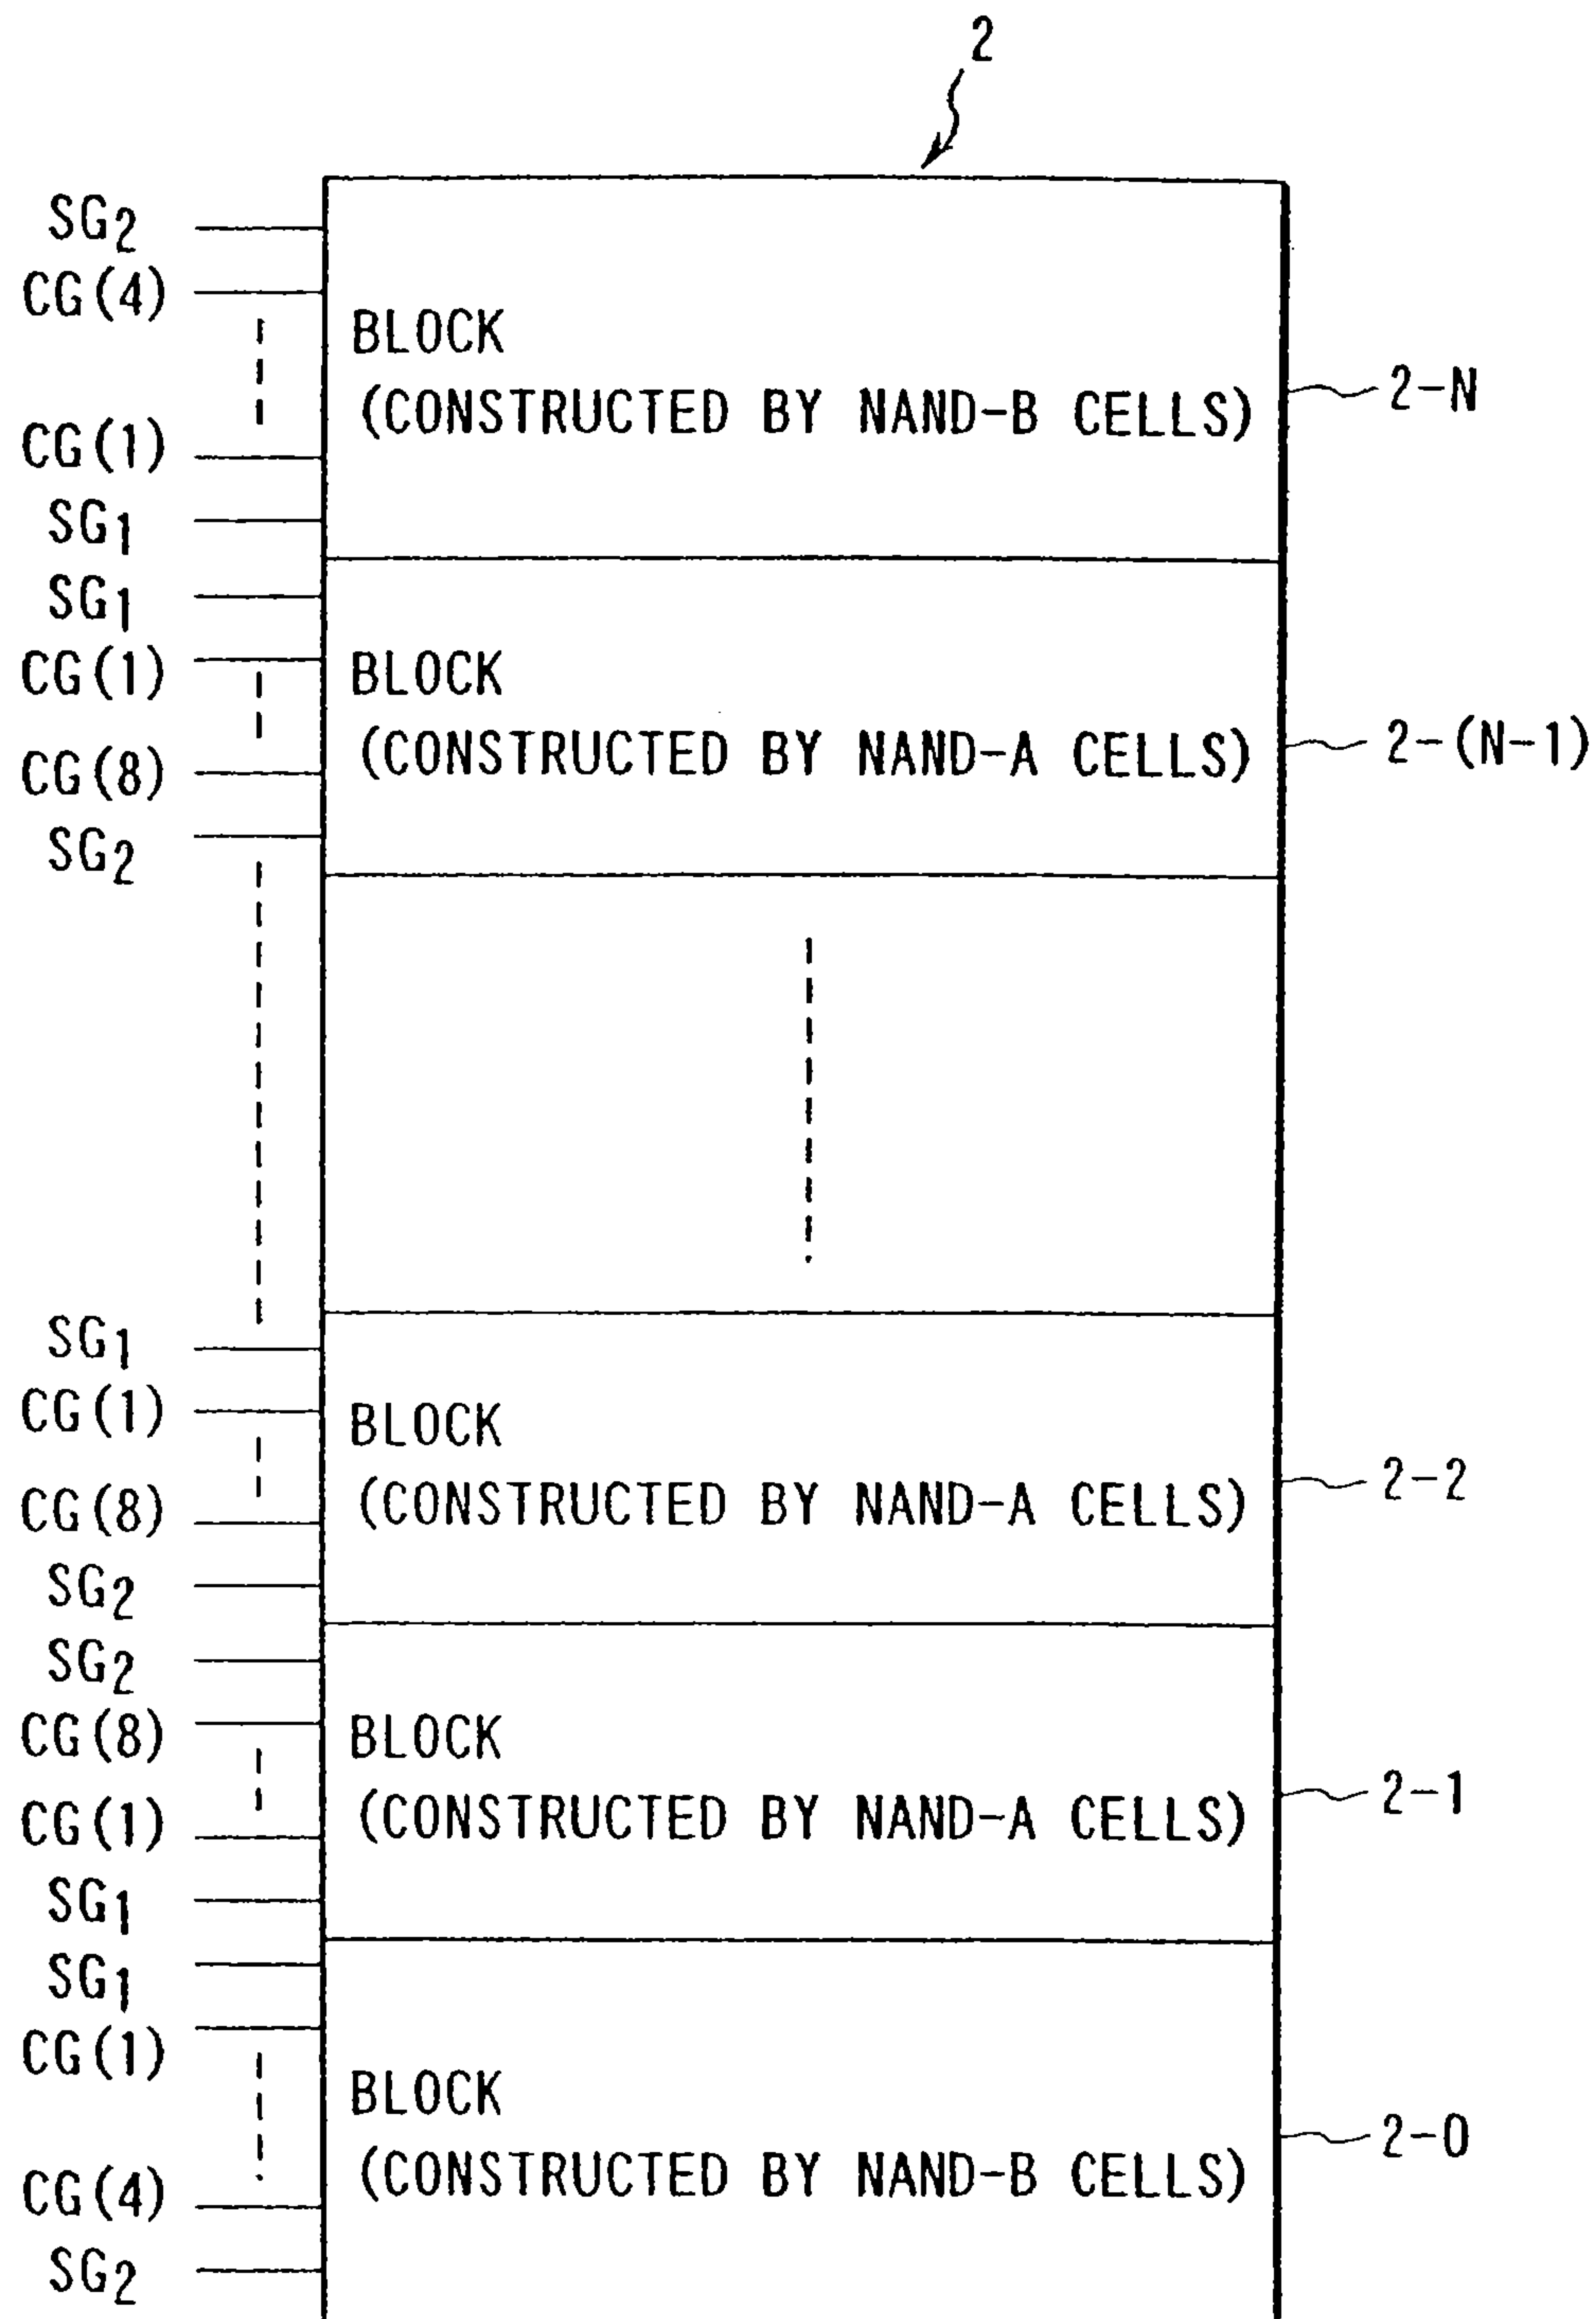 2
SG2
CG(4)
BLOCK
(CONSTRUCTED BY NAND-B CELLS)
2-N
CG(1)
SG1
SG1
CG(1)
BLOCK
(CONSTRUCTED BY NAND-A CELLS)
2-(N-1)
CG(8)
SG2
SG1
CG(1)
BLOCK
(CONSTRUCTED BY NAND-A CELLS)
2-2
CG(8)
SG2
SG2
CG(8)
BLOCK
(CONSTRUCTED BY NAND-A CELLS)
2-1
CG(1)
SG1
SG1
CG(1)
BLOCK
(CONSTRUCTED BY NAND-B CELLS)
2-0
CG(4)
SG2